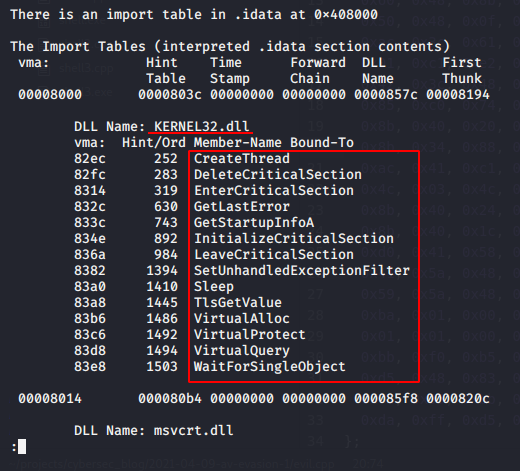 There is an import table in .idata at 0×408000
The Import Tables (interpreted .idata section contents)
vma: Hint Time Forward DLL First
Table Stamp Chain Name Thunk
00008000 0000803c 00000000 00000000 0000857c 00008194
DLL Name: KERNEL32.dll
vma: Hint/Ord Member-Name Bound-To
82ec 252 CreateThread
82fc 283 DeleteCriticalSection
8314 319 EnterCriticalSection
832c 630 GetLastError
833c 743 GetStartupInfoA
834e 892 InitializeCriticalSection
836a 984 LeaveCriticalSection
8382 1394 SetUnhandledExceptionFilter
83a0 1410 Sleep
83a8 1445 TlsGetValue
83b6 1486 VirtualAlloc
83c6 1492 VirtualProtect
83d8 1494 VirtualQuery
83e8 1503 WaitForSingleObject
00008014 000080b4 00000000 00000000 000085f8 0000820c
DLL Name: msvcrt.dll
: